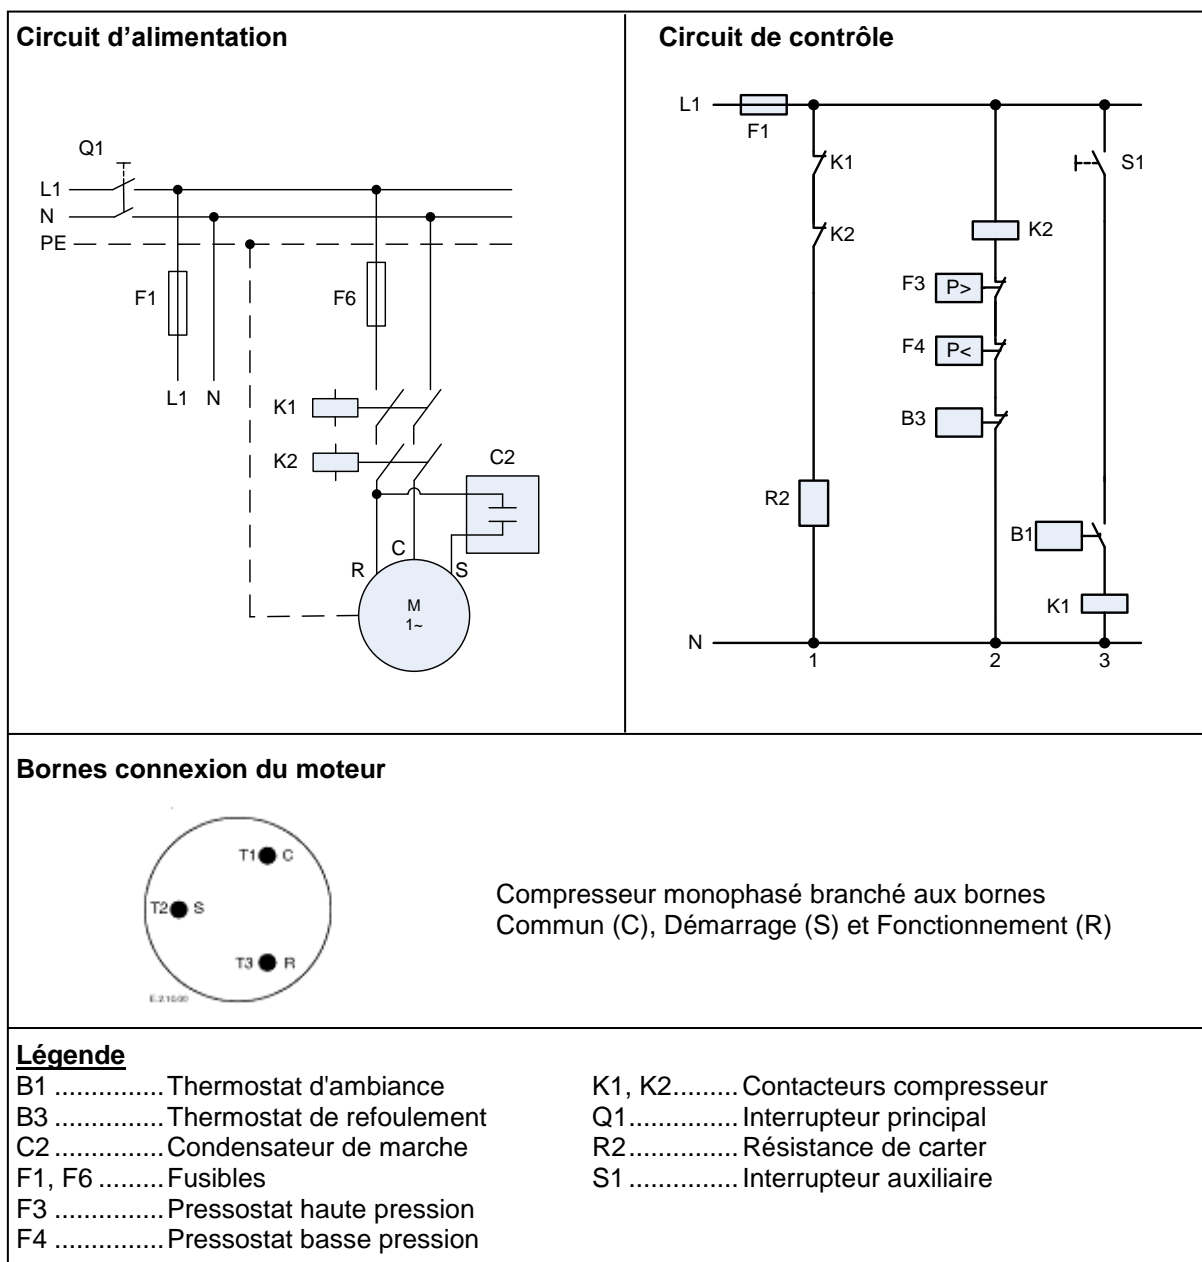 Circuit d’alimentation
Circuit de contrôle
Q1
L1
N
PE
F1
F6
L1 N
K1
K2
C2
C
R
S
M
1~
L1
F1
K1
S1
K2
K2
F3 P>
F4 P<
B3
R2
B1
K1
N
1 2 3
Bornes connexion du moteur
T1 C
T2 S
T3 R
E.2.10.00
Compresseur monophasé branché aux bornes
Commun (C), Démarrage (S) et Fonctionnement (R)
Légende
B1 ............... Thermostat d'ambiance
B3 ............... Thermostat de refoulement
C2 ............... Condensateur de marche
F1, F6 ......... Fusibles
F3 ............... Pressostat haute pression
F4 ............... Pressostat basse pression
K1, K2......... Contacteurs compresseur
Q1............... Interrupteur principal
R2............... Résistance de carter
S1 ............... Interrupteur auxiliaire